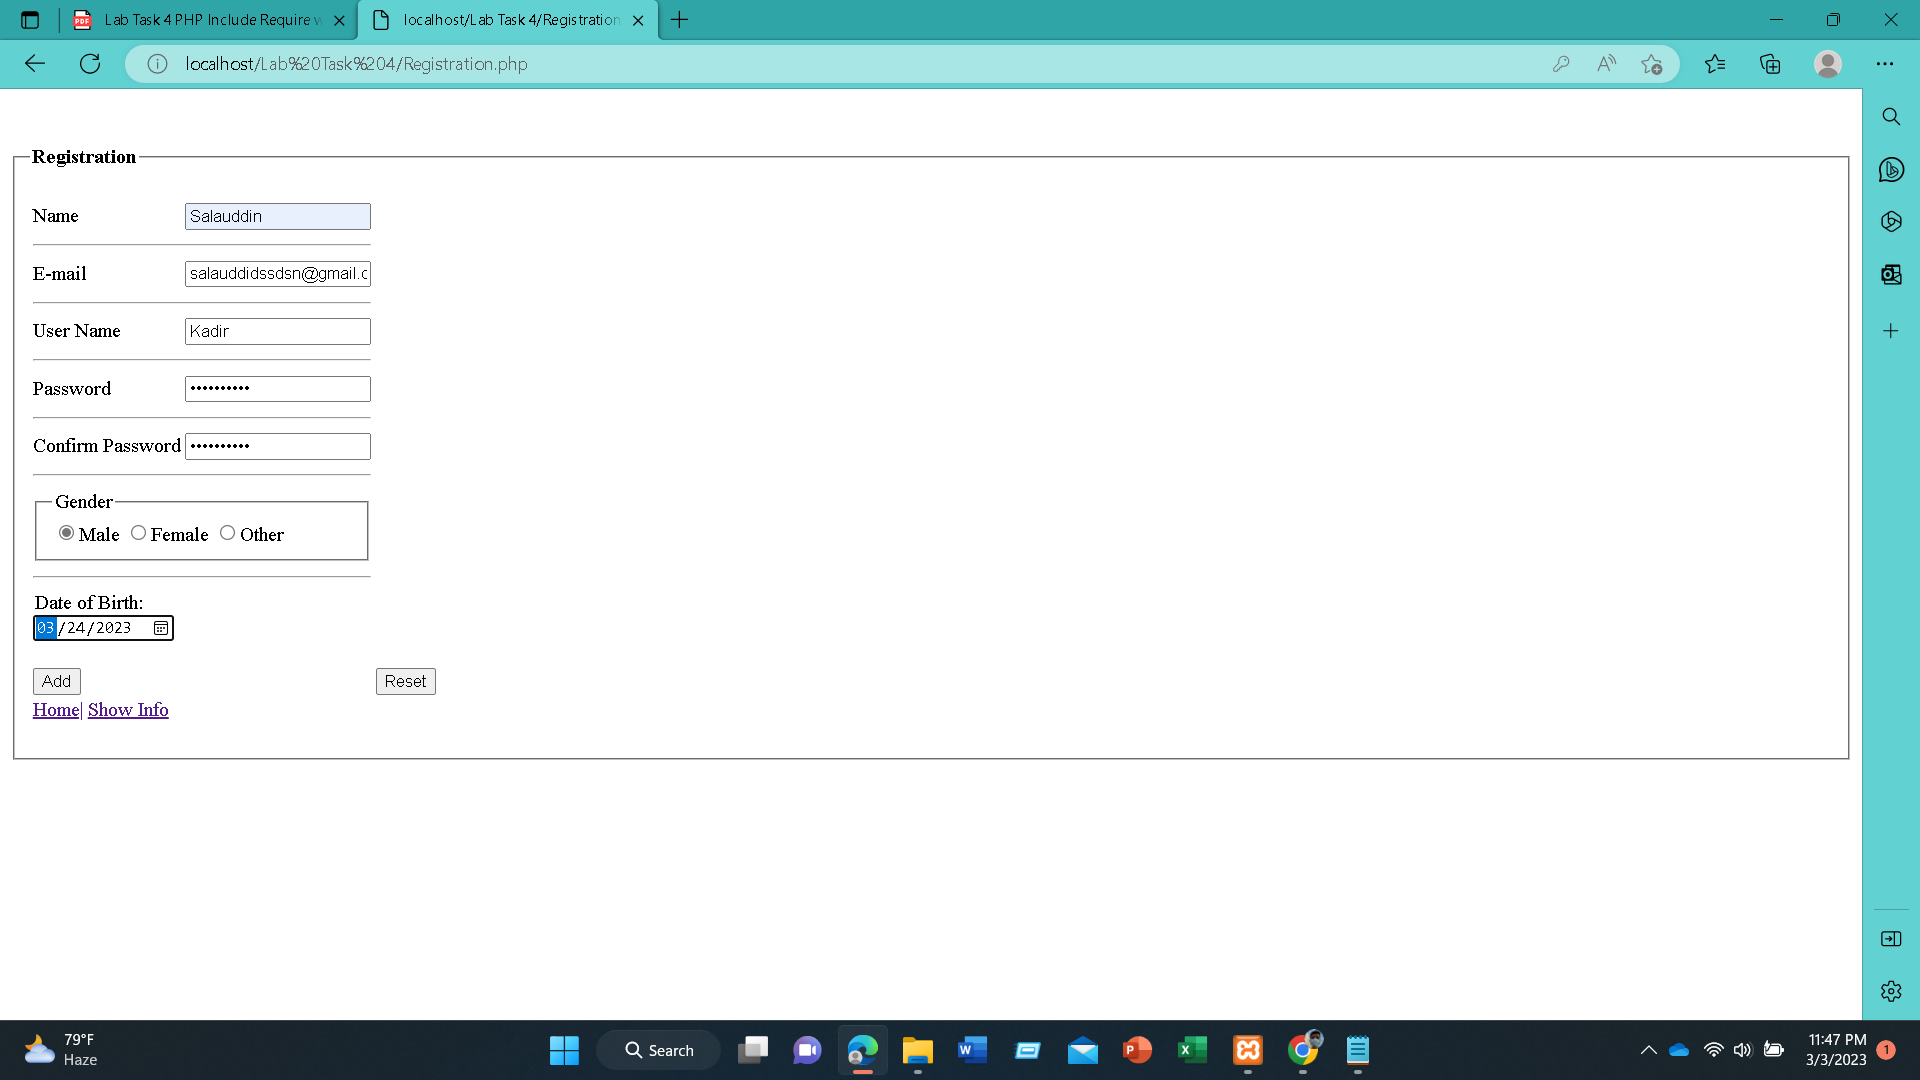 Lab Task 4 PHP Include Require w
localhost/Lab Task 4/Registration
localhost/Lab%20Task%204/Registration.php
Registration
Name Salauddin
E-mail salauddidssdsn@gmail.c
User Name Kadir
Password ••••••••••
Confirm Password ••••••••••
Gender
Male Female Other
Date of Birth:
03/24/2023
Add Reset
Home| Show Info
79°F
Haze
Search
11:47 PM
3/3/2023
1